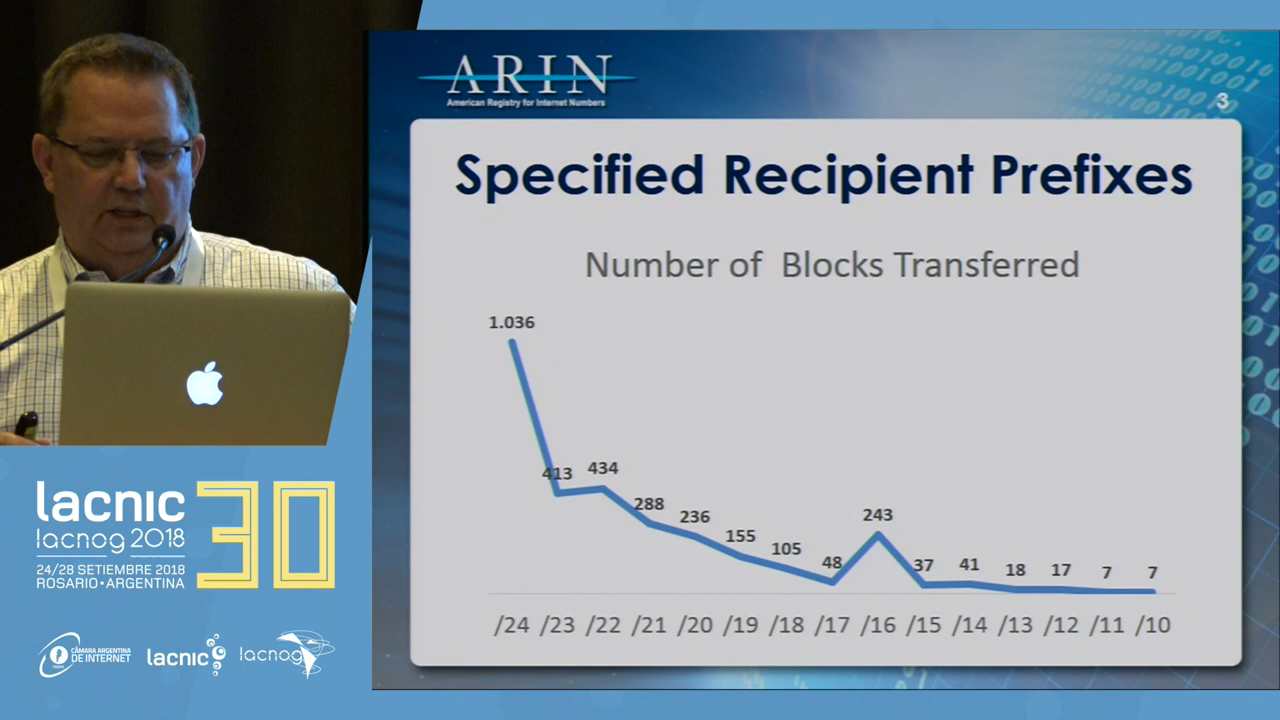 ARIN
American Registry for Internet Numbers
3
Specified Recipient Prefixes
Number of Blocks Transferred
1.036
413
434
288
236
155
105
48
243
37
41
18
17
7
7
/24 /23 /22 /21 /20 /19 /18 /17 /16 /15 /14 /13 /12 /11 /10
lacnic 30
lacnog 2018
24/28 SETIEMBRE 2018
ROSARIO•ARGENTINA
CÁMARA ARGENTINA
DE INTERNET
lacnic
lacnog